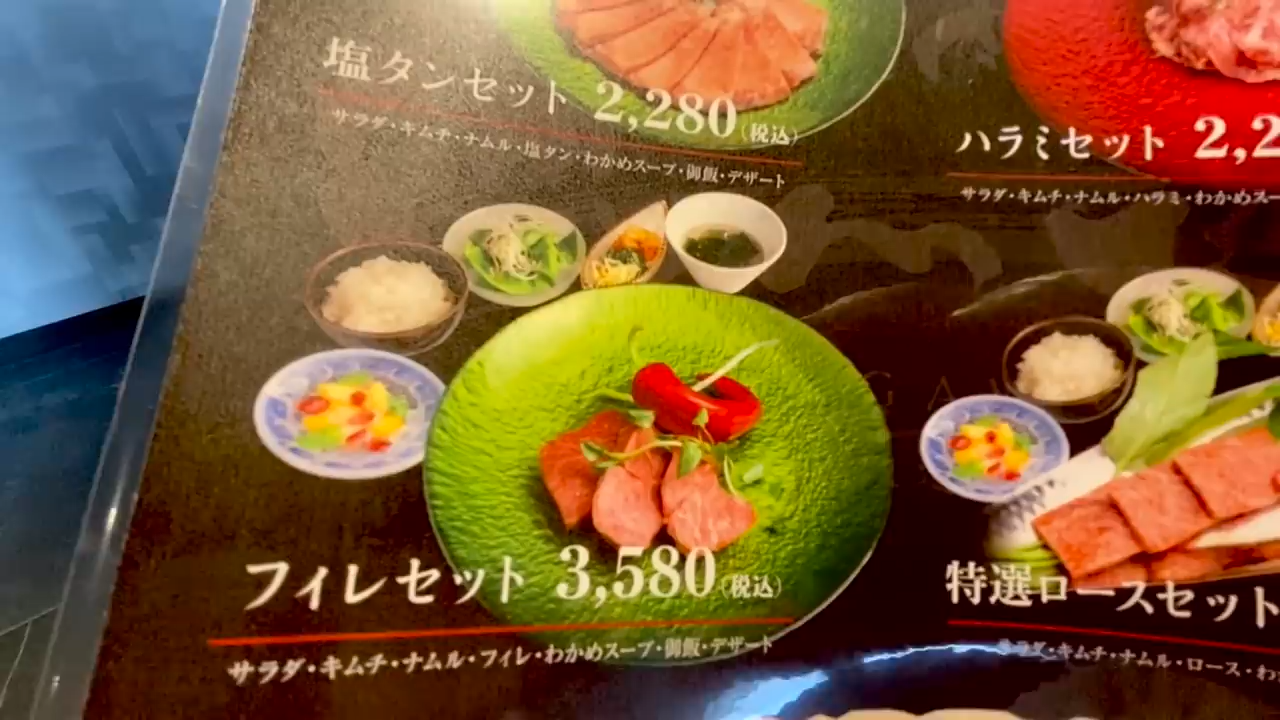 塩タンセット 2,280(税込)
サラダ・キムチ・ナムル・塩タン・わかめスープ・御飯・デザート
ハラミセット 2,2
サラダ・キムチ・ナムル・ハラミ・わかめスー
フィレセット 3,580(税込)
サラダ・キムチ・ナムル・フィレ・わかめスープ・御飯・デザート
特選ロースセット
サラダ・キムチ・ナムル・ロース・わ